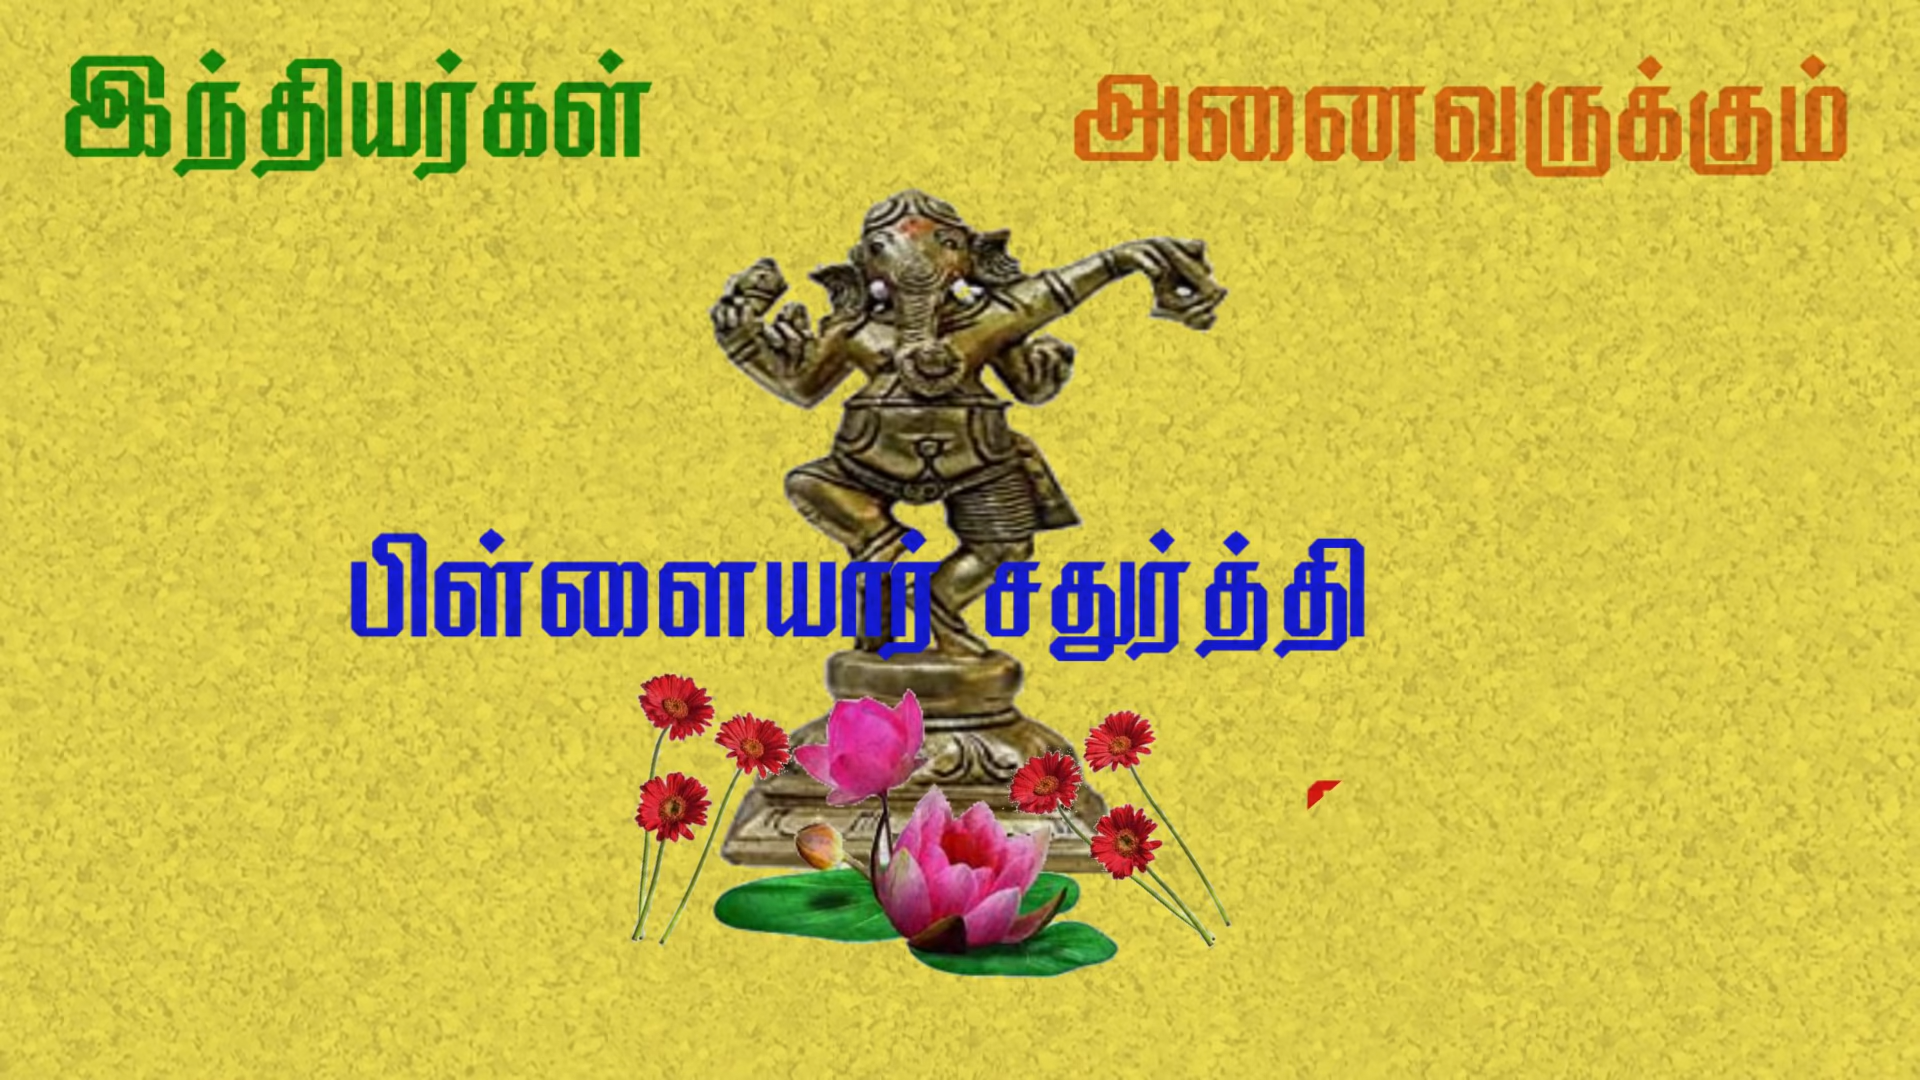 இந்தியர்கள் அனைவருக்கும்
பிள்ளையார் சதுர்த்தி